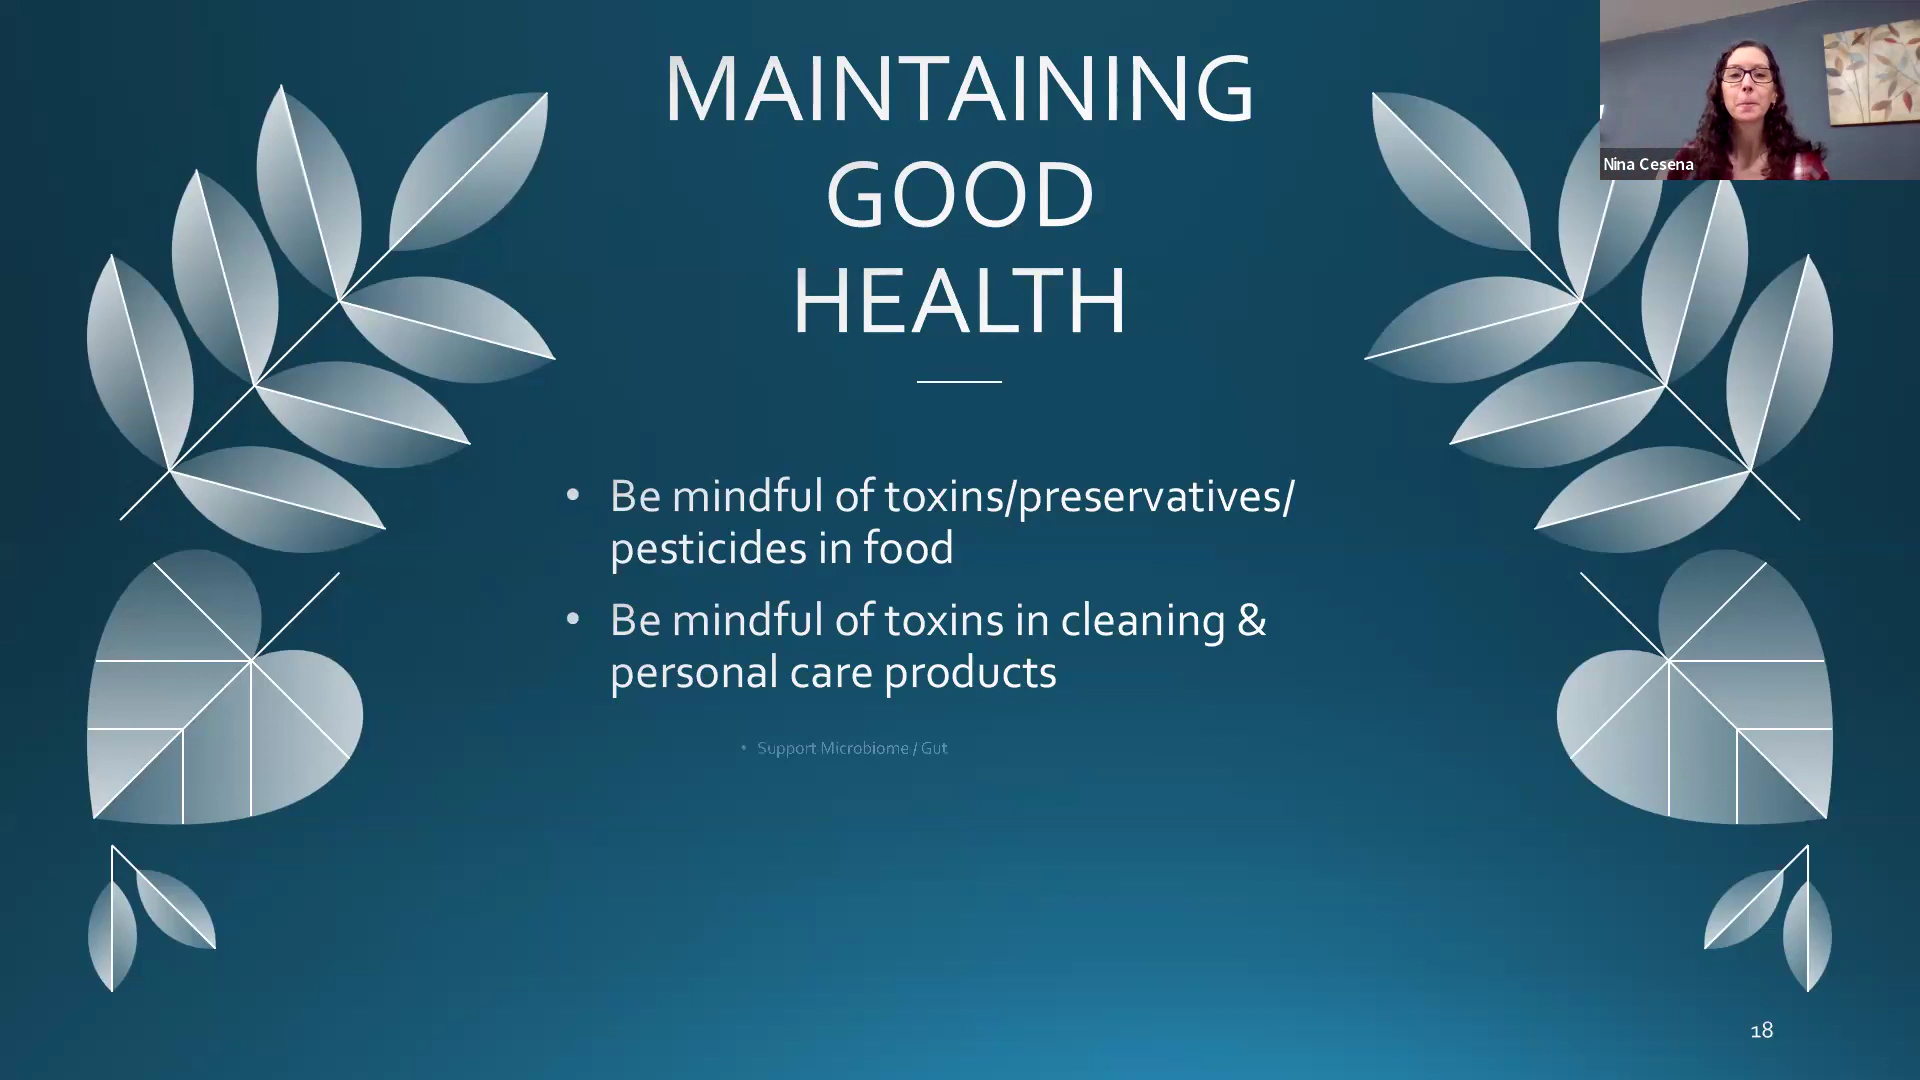 MAINTAINING
GOOD
HEALTH
Nina Cesena
• Be mindful of toxins/preservatives/
pesticides in food
• Be mindful of toxins in cleaning &
personal care products
• Support Microbiome / Gut
18